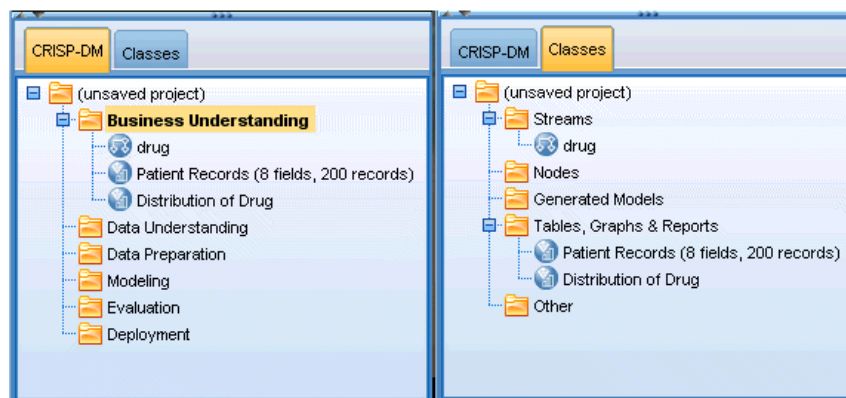 CRISP-DM Classes
(unsaved project)
Business Understanding
drug
Patient Records (8 fields, 200 records)
Distribution of Drug
Data Understanding
Data Preparation
Modeling
Evaluation
Deployment
CRISP-DM Classes
(unsaved project)
Streams
drug
Nodes
Generated Models
Tables, Graphs & Reports
Patient Records (8 fields, 200 records)
Distribution of Drug
Other